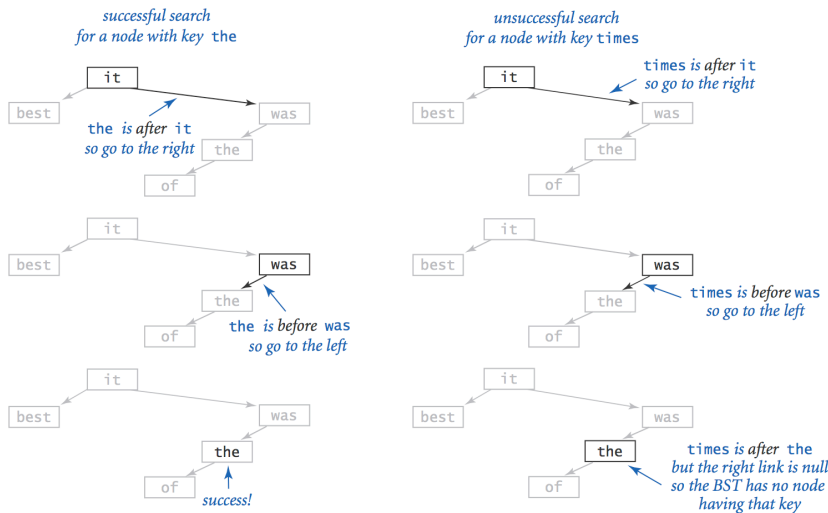 successful search
for a node with key the
it
best
was
the is after it
so go to the right
the
of
it
best
was
the
the is before was
so go to the left
of
it
best
was
the
of
success!
unsuccessful search
for a node with key times
it
times is after it
so go to the right
best
was
the
of
it
best
was
the
times is before was
so go to the left
of
it
best
was
the
times is after the
but the right link is null
so the BST has no node
having that key
of